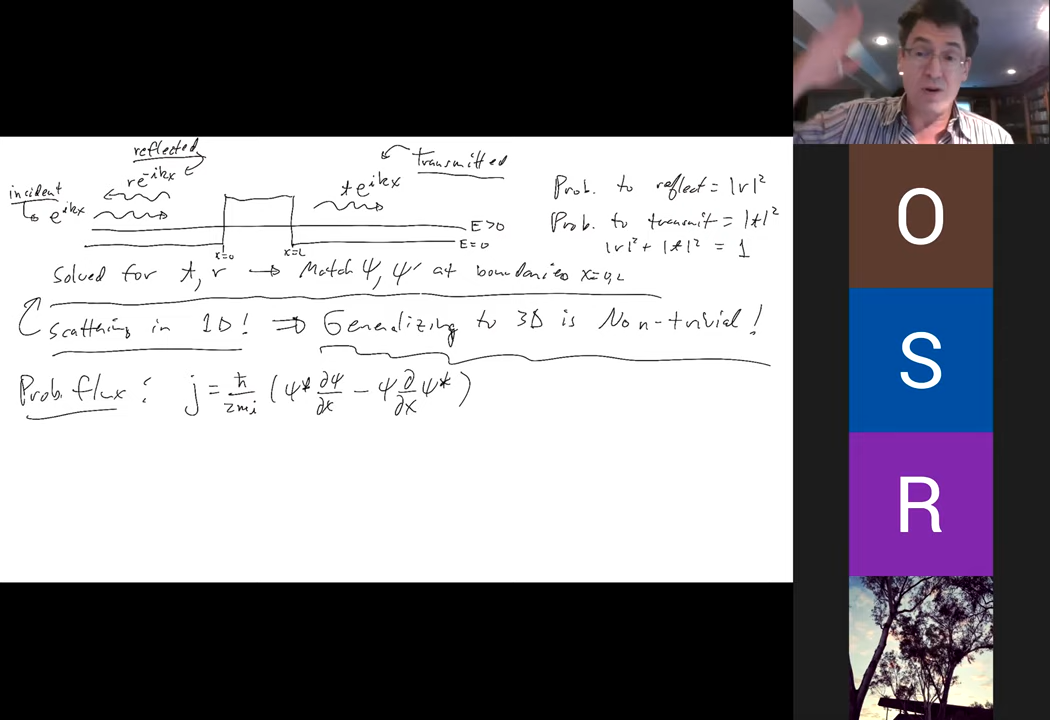 reflected
re^{-ikx}
incident
e^{ikx}
transmitted
te^{ikx}
E>0
E=0
x=0
x=L
Prob. to reflect = |r|²
Prob. to transmit = |t|²
|r|² + |t|² = 1
Solved for t, r → Match ψ, ψ' at boundaries x=0,L
Scattering in 1D! ⇒ Generalizing to 3D is Non-trivial!
Prob. flux: j = ħ/2mi (ψ* ∂ψ/∂x − ψ ∂/∂x ψ*)
O
S
R